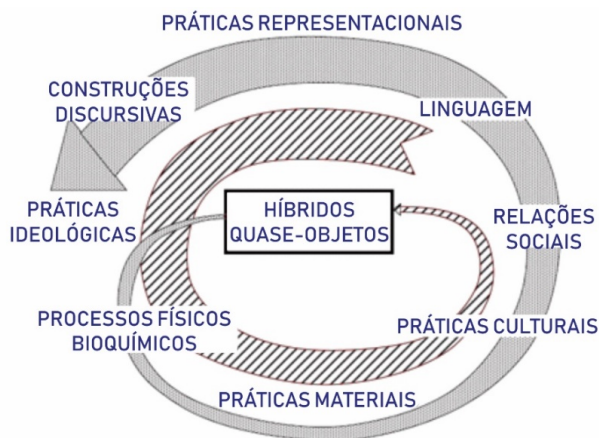 PRÁTICAS REPRESENTACIONAIS
CONSTRUÇÕES
DISCURSIVAS
LINGUAGEM
PRÁTICAS
IDEOLÓGICAS
HÍBRIDOS
QUASE-OBJETOS
RELAÇÕES
SOCIAIS
PROCESSOS FÍSICOS
BIOQUÍMICOS
PRÁTICAS CULTURAIS
PRÁTICAS MATERIAIS